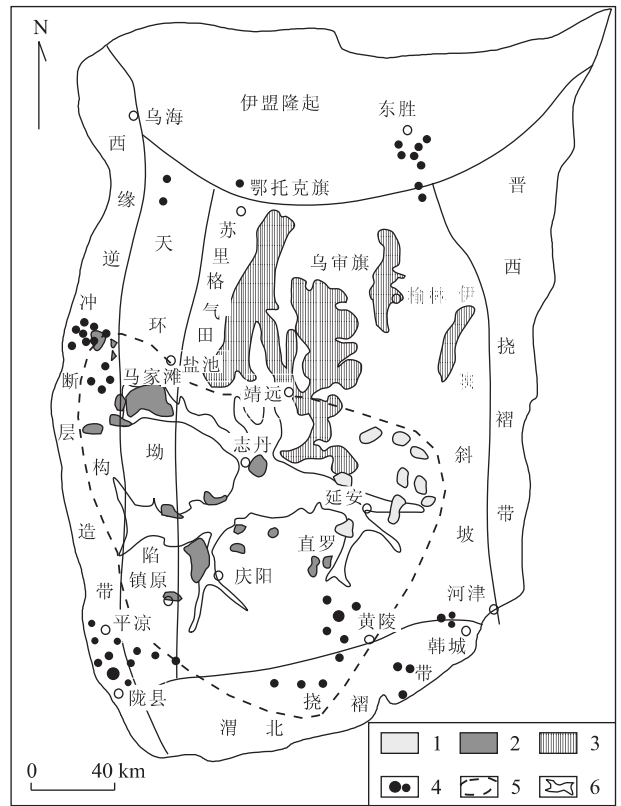 N
伊盟隆起
东胜
乌海
西缘逆冲断层构造带
鄂托克旗
天环坳陷
苏里格气田
乌审旗
榆林
伊
斜坡
晋西挠褶带
盐池
马家滩
靖远
志丹
延安
直罗
庆阳
镇原
平凉
陇县
黄陵
河津
韩城
渭北挠褶带
0
40 km
1
2
3
4
5
6